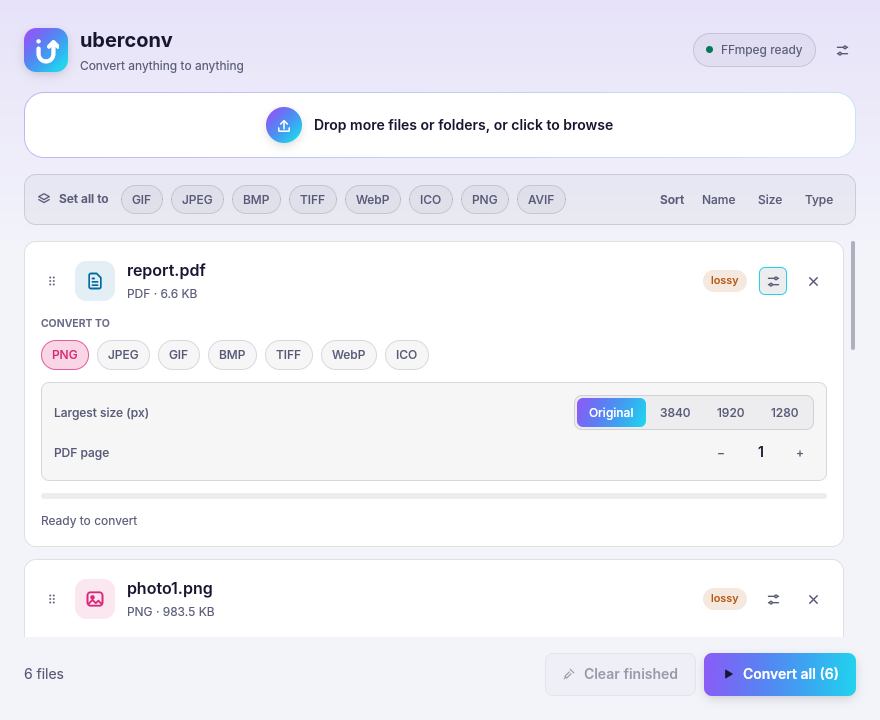 uberconv
Convert anything to anything
FFmpeg ready
Drop more files or folders, or click to browse
Set all to GIF JPEG BMP TIFF WebP ICO PNG AVIF Sort Name Size Type
report.pdf
PDF · 6.6 KB
lossy
CONVERT TO
PNG JPEG GIF BMP TIFF WebP ICO
Largest size (px) Original 3840 1920 1280
PDF page − 1 +
Ready to convert
photo1.png
PNG · 983.5 KB
lossy
6 files Clear finished Convert all (6)